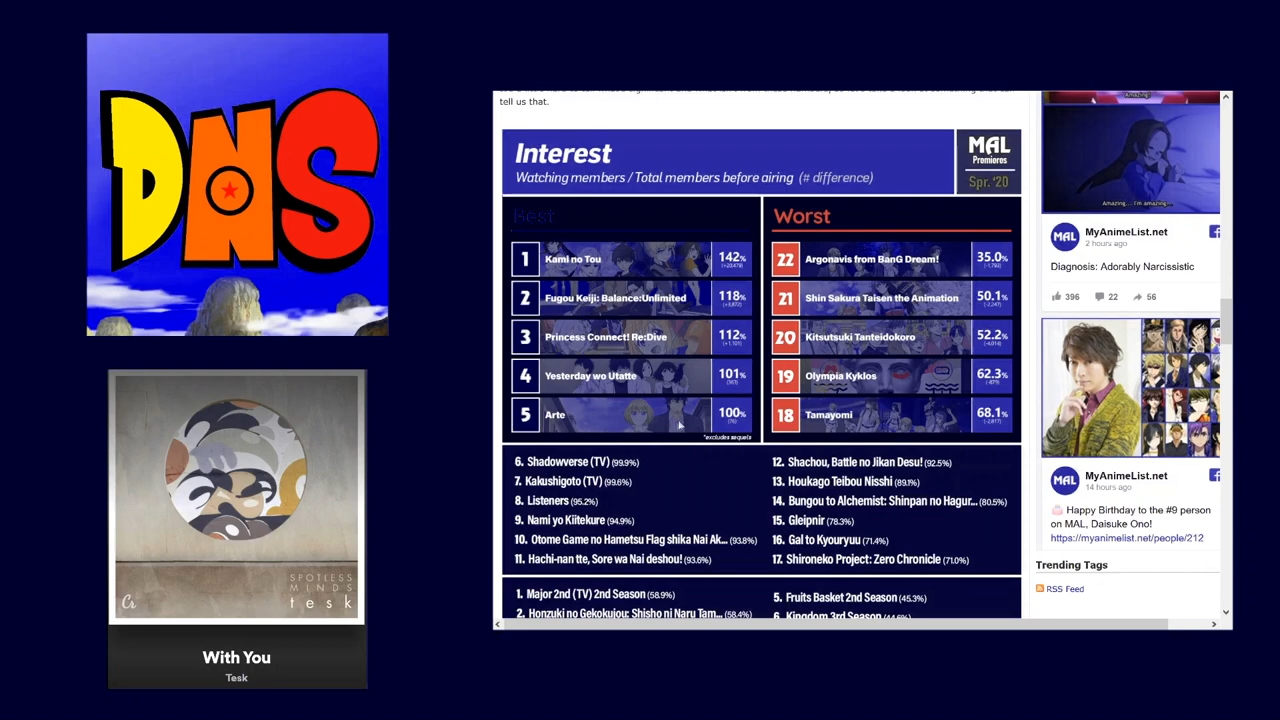 DNS
SPOTLESS
MINDS
tesk
Cr
With You
Tesk
tell us that.
Interest
Watching members / Total members before airing (# difference)
MAL
Premieres
Spr. '20
Best
1 Kami no Tou 142%
2 Fugou Keiji: Balance:Unlimited 118%
3 Princess Connect! Re:Dive 112%
4 Yesterday wo Utatte 101%
5 Arte 100%
*excludes sequels
Worst
22 Argonavis from BanG Dream! 35.0%
21 Shin Sakura Taisen the Animation 50.1%
20 Kitsutsuki Tanteidokoro 52.2%
19 Olympia Kyklos 62.3%
18 Tamayomi 68.1%
6. Shadowverse (TV) (99.9%)
7. Kakushigoto (TV) (99.6%)
8. Listeners (95.2%)
9. Nami yo Kiitekure (94.9%)
10. Otome Game no Hametsu Flag shika Nai Ak... (93.8%)
11. Hachi-nan tte, Sore wa Nai deshou! (93.6%)
12. Shachou, Battle no Jikan Desu! (92.5%)
13. Houkago Teibou Nisshi (89.1%)
14. Bungou to Alchemist: Shinpan no Hagur... (80.5%)
15. Gleipnir (78.3%)
16. Gal to Kyouryuu (71.4%)
17. Shironeko Project: Zero Chronicle (71.0%)
1. Major 2nd (TV) 2nd Season (58.9%)
2. Honzuki no Gekokujou: Shisho ni Naru Tam... (58.4%)
5. Fruits Basket 2nd Season (45.3%)
6. Kingdom 3rd Season (44.6%)
Amazing!
Amazing... I'm amazing...
MAL
MyAnimeList.net
2 hours ago
Diagnosis: Adorably Narcissistic
396 22 56
MAL
MyAnimeList.net
14 hours ago
Happy Birthday to the #9 person
on MAL, Daisuke Ono!
https://myanimelist.net/people/212
Trending Tags
RSS Feed